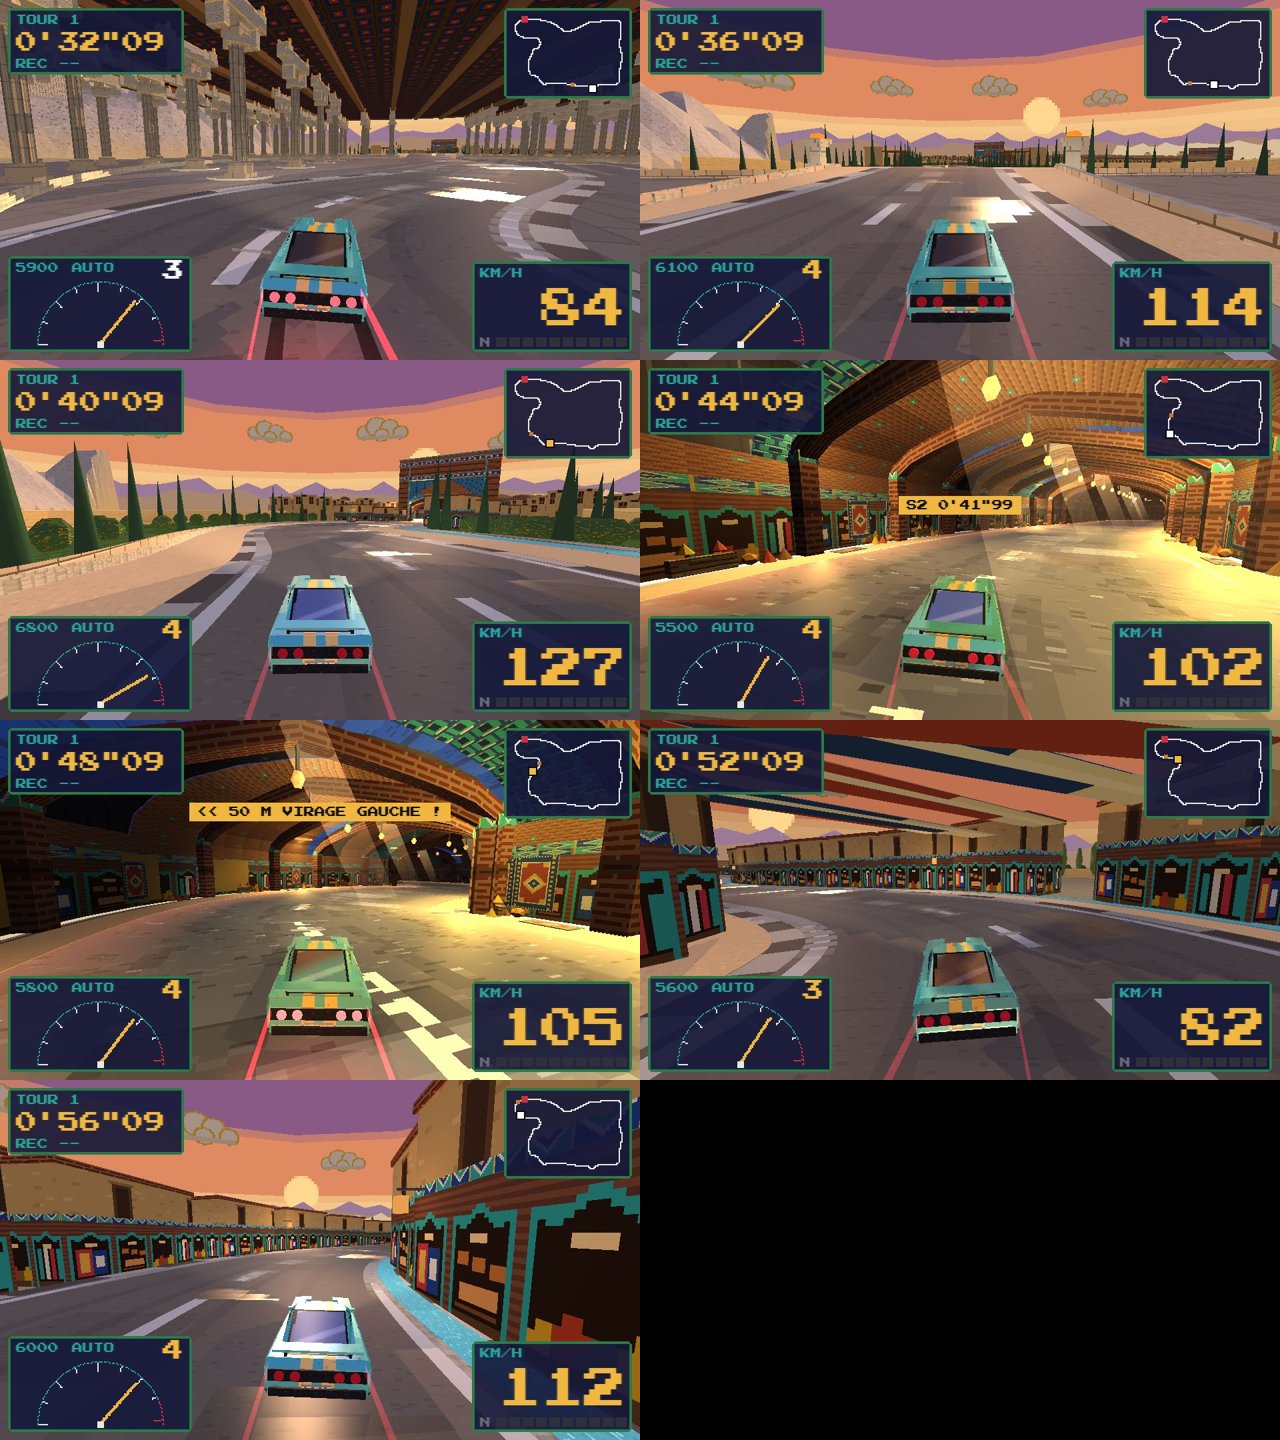 TOUR 1
0'32"09
REC --
5900 AUTO
3
KM/H
84
N
TOUR 1
0'36"09
REC --
6100 AUTO
4
KM/H
114
N
TOUR 1
0'40"09
REC --
6800 AUTO
4
KM/H
127
N
TOUR 1
0'44"09
REC --
S2 0'41"99
5500 AUTO
4
KM/H
102
N
TOUR 1
0'48"09
REC --
<< 50 M VIRAGE GAUCHE !
5800 AUTO
4
KM/H
105
N
TOUR 1
0'52"09
REC --
5600 AUTO
3
KM/H
82
N
TOUR 1
0'56"09
REC --
6000 AUTO
4
KM/H
112
N